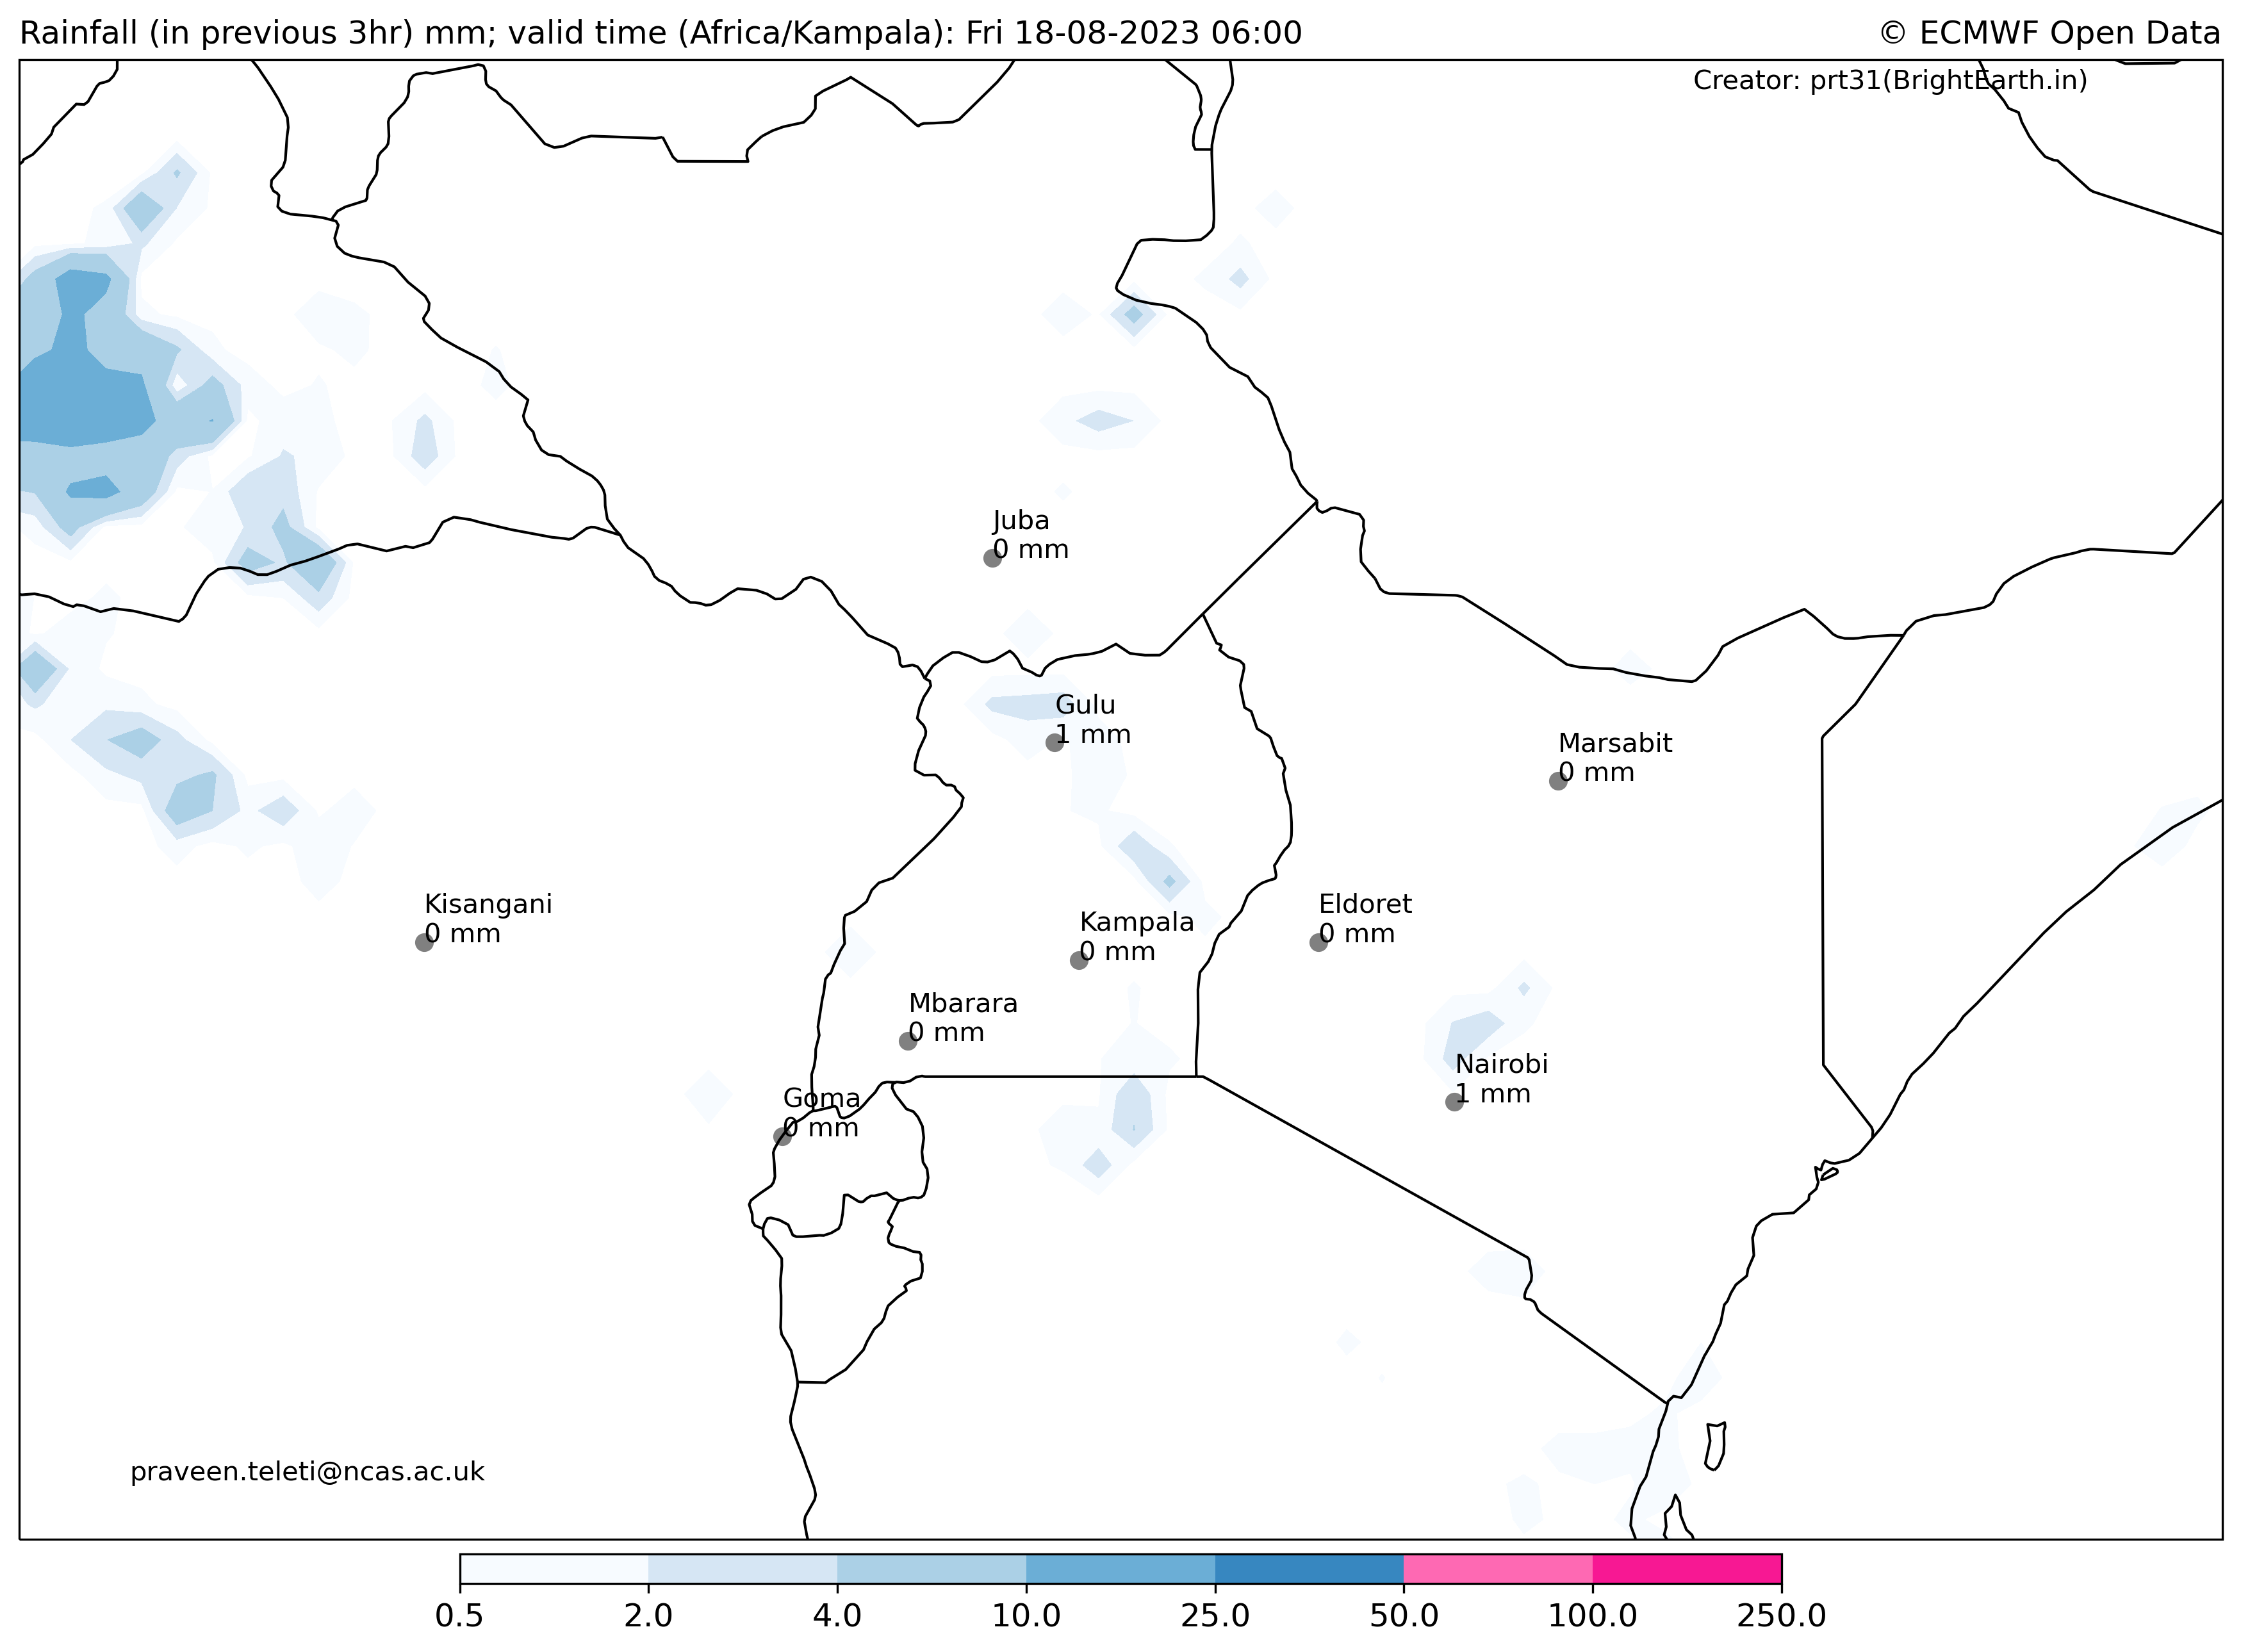 Rainfall (in previous 3hr) mm; valid time (Africa/Kampala): Fri 18-08-2023 06:00
© ECMWF Open Data
Creator: prt31(BrightEarth.in)
Juba
0 mm
Gulu
1 mm
Marsabit
0 mm
Kisangani
0 mm
Kampala
0 mm
Eldoret
0 mm
Mbarara
0 mm
Nairobi
1 mm
Goma
0 mm
praveen.teleti@ncas.ac.uk
0.5 2.0 4.0 10.0 25.0 50.0 100.0 250.0